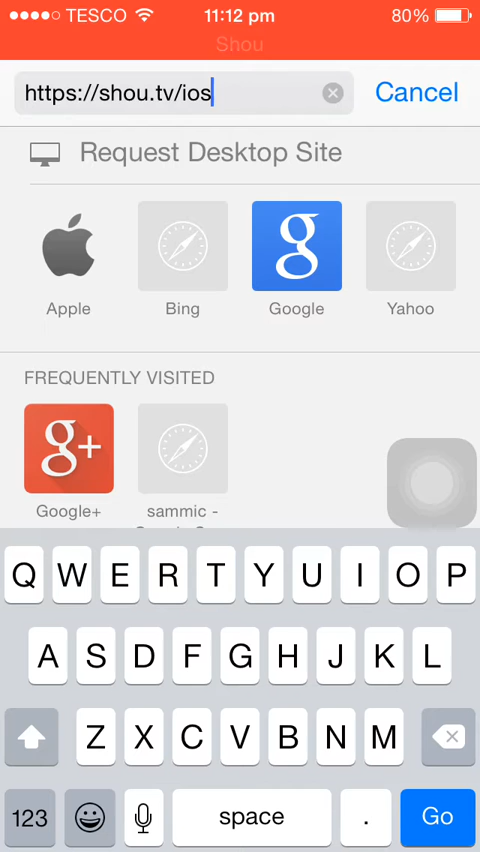 TESCO 11:12 pm 80%
Shou
https://shou.tv/ios Cancel
Request Desktop Site
g
Apple Bing Google Yahoo
FREQUENTLY VISITED
g+
Google+ sammic -
Q W E R T Y U I O P
A S D F G H J K L
Z X C V B N M
123 space . Go